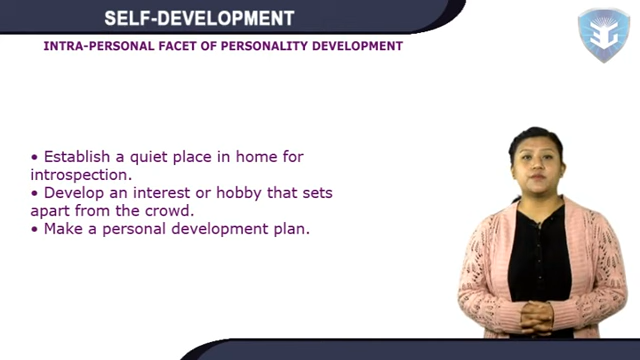 SELF-DEVELOPMENT
INTRA-PERSONAL FACET OF PERSONALITY DEVELOPMENT
• Establish a quiet place in home for
introspection.
• Develop an interest or hobby that sets
apart from the crowd.
• Make a personal development plan.